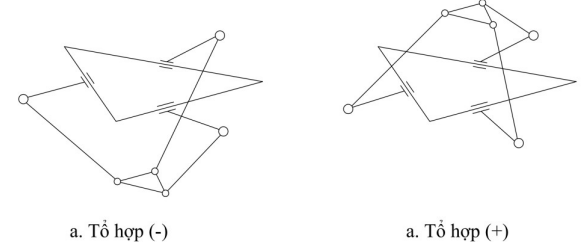 a. Tổ hợp (-)
a. Tổ hợp (+)